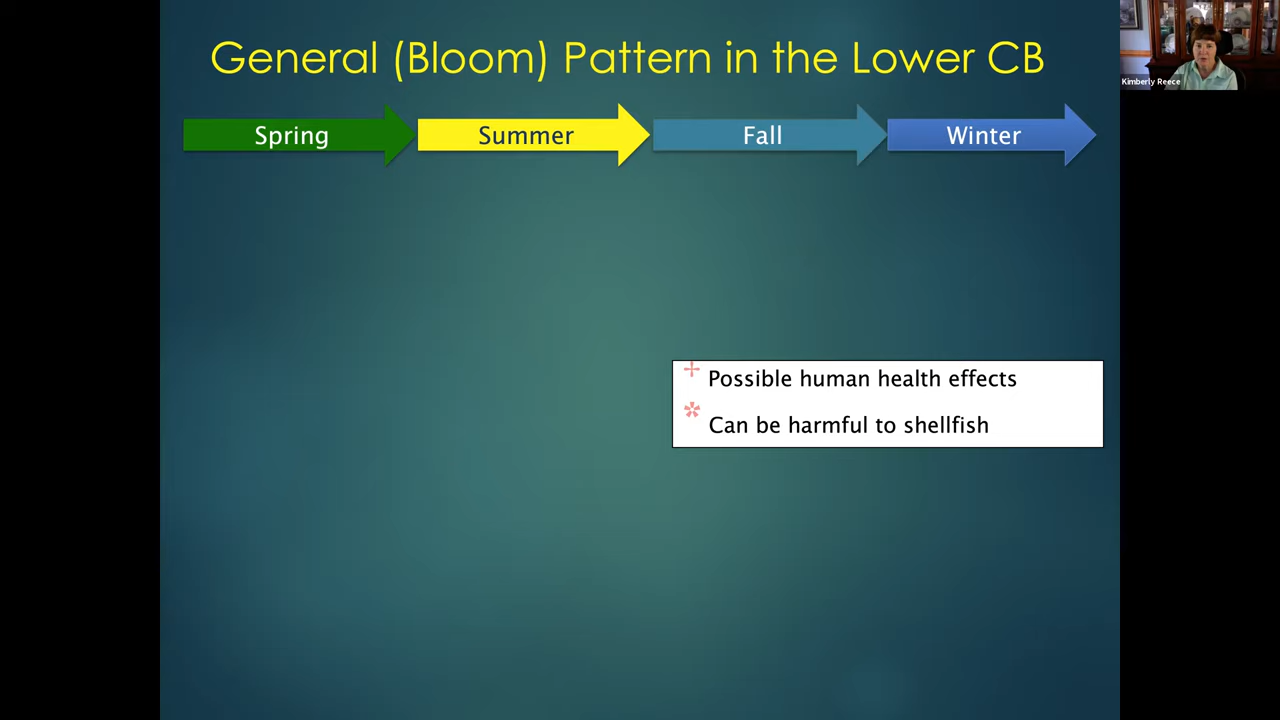 General (Bloom) Pattern in the Lower CB
Kimberly Reece
Spring
Summer
Fall
Winter
+ Possible human health effects
* Can be harmful to shellfish